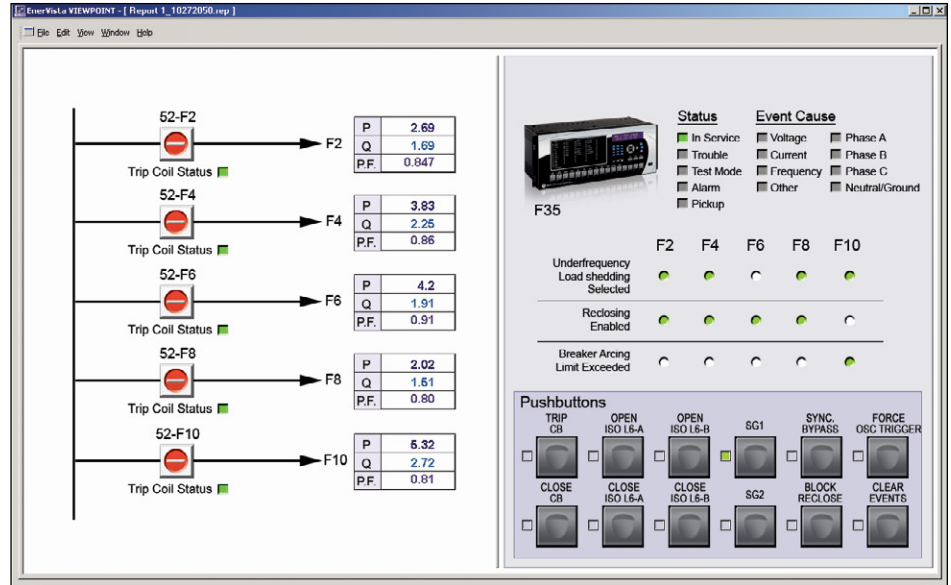 EnerVista VIEWPOINT - [ Report 1_10272050.rep ]
File Edit View Window Help
52-F2
F2
Trip Coil Status
P 2.69
Q 1.69
P.F. 0.847
52-F4
F4
Trip Coil Status
P 3.83
Q 2.25
P.F. 0.86
52-F6
F6
Trip Coil Status
P 4.2
Q 1.91
P.F. 0.91
52-F8
F8
Trip Coil Status
P 2.02
Q 1.51
P.F. 0.80
52-F10
F10
Trip Coil Status
P 5.32
Q 2.72
P.F. 0.81
F35
Status
In Service
Trouble
Test Mode
Alarm
Pickup
Event Cause
Voltage Phase A
Current Phase B
Frequency Phase C
Other Neutral/Ground
F2 F4 F6 F8 F10
Underfrequency
Load shedding
Selected
Reclosing
Enabled
Breaker Arcing
Limit Exceeded
Pushbuttons
TRIP CB
OPEN ISO L6-A
OPEN ISO L6-B
SG1
SYNC. BYPASS
FORCE OSC TRIGGER
CLOSE CB
CLOSE ISO L6-A
CLOSE ISO L6-B
SG2
BLOCK RECLOSE
CLEAR EVENTS